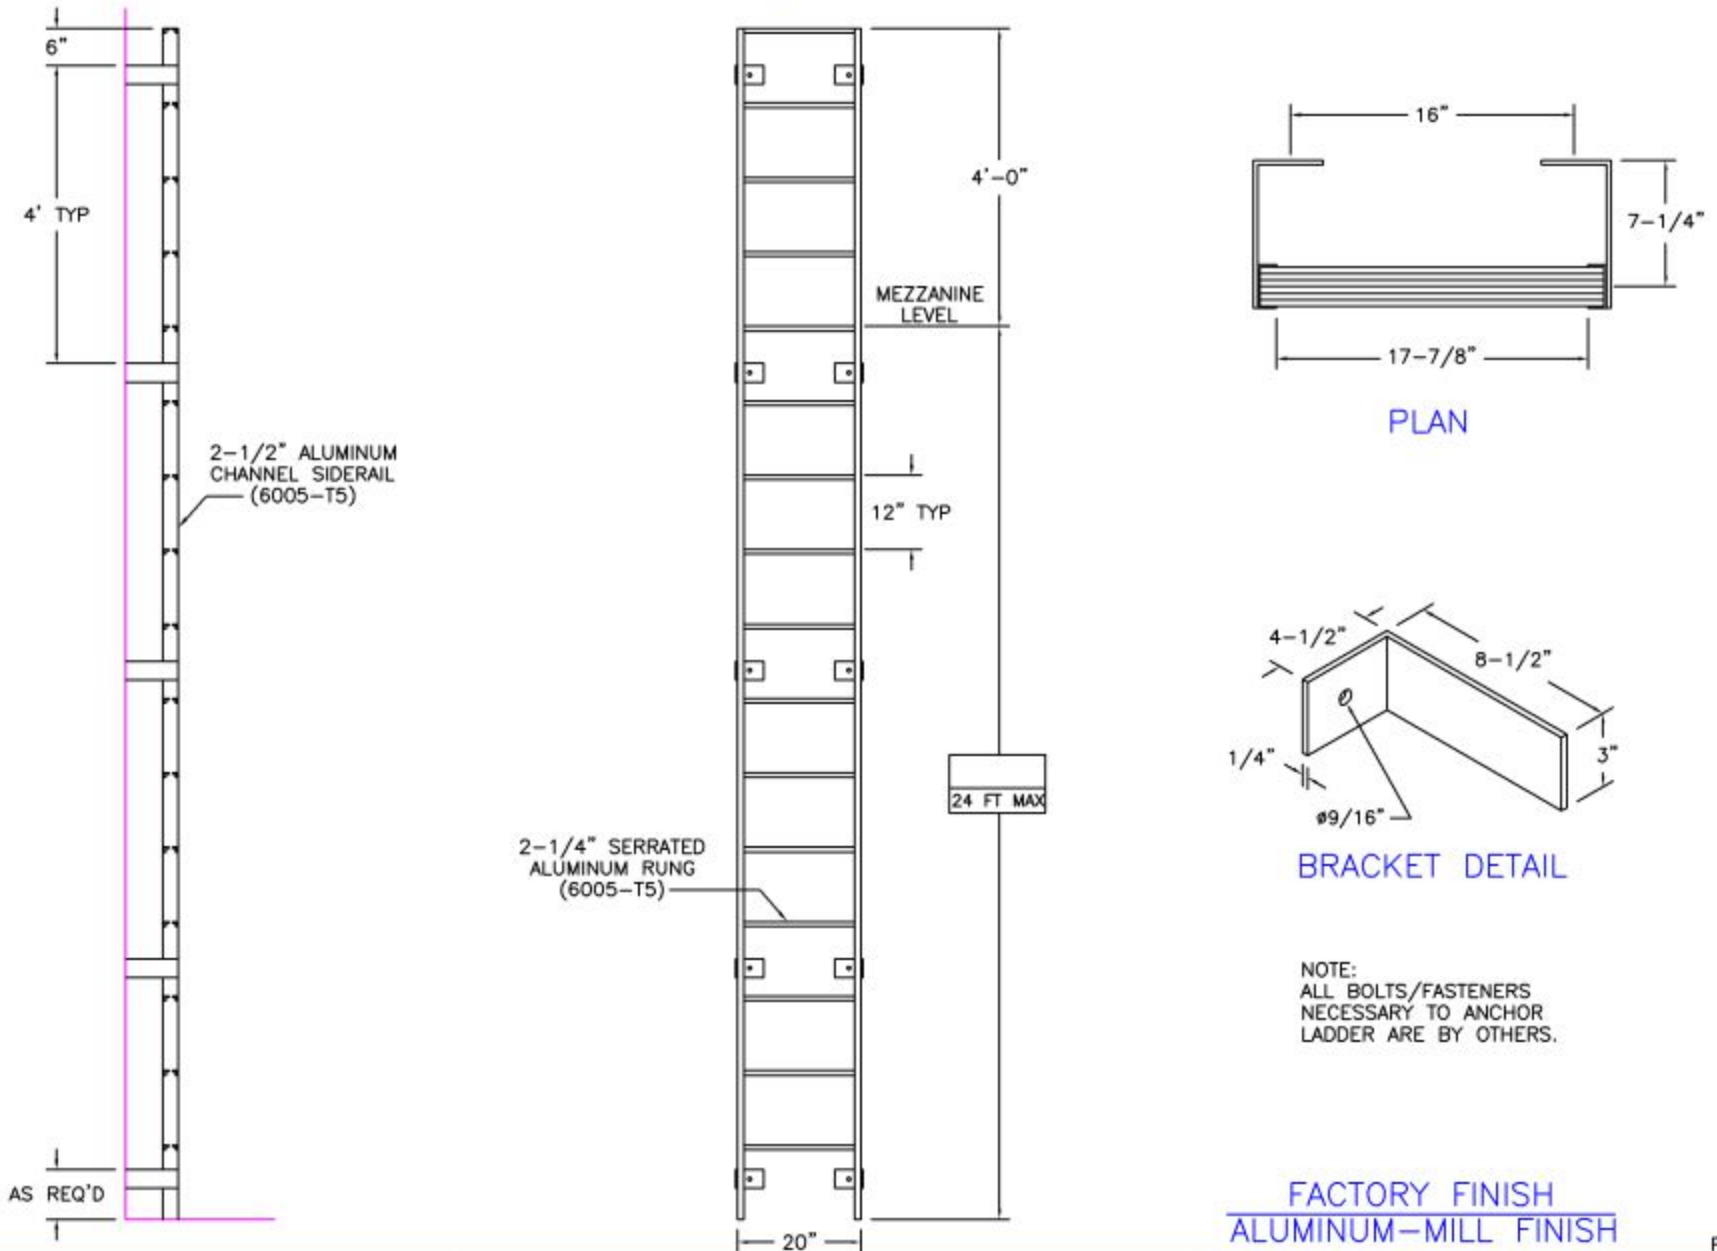 6"
4' TYP
2-1/2" ALUMINUM
CHANNEL SIDERAIL
(6005-T5)
AS REQ'D
4'-0"
MEZZANINE
LEVEL
12" TYP
24 FT MAX
2-1/4" SERRATED
ALUMINUM RUNG
(6005-T5)
20"
16"
7-1/4"
17-7/8"
PLAN
4-1/2"
8-1/2"
1/4"
3"
ø9/16"
BRACKET DETAIL
NOTE:
ALL BOLTS/FASTENERS
NECESSARY TO ANCHOR
LADDER ARE BY OTHERS.
FACTORY FINISH
ALUMINUM-MILL FINISH